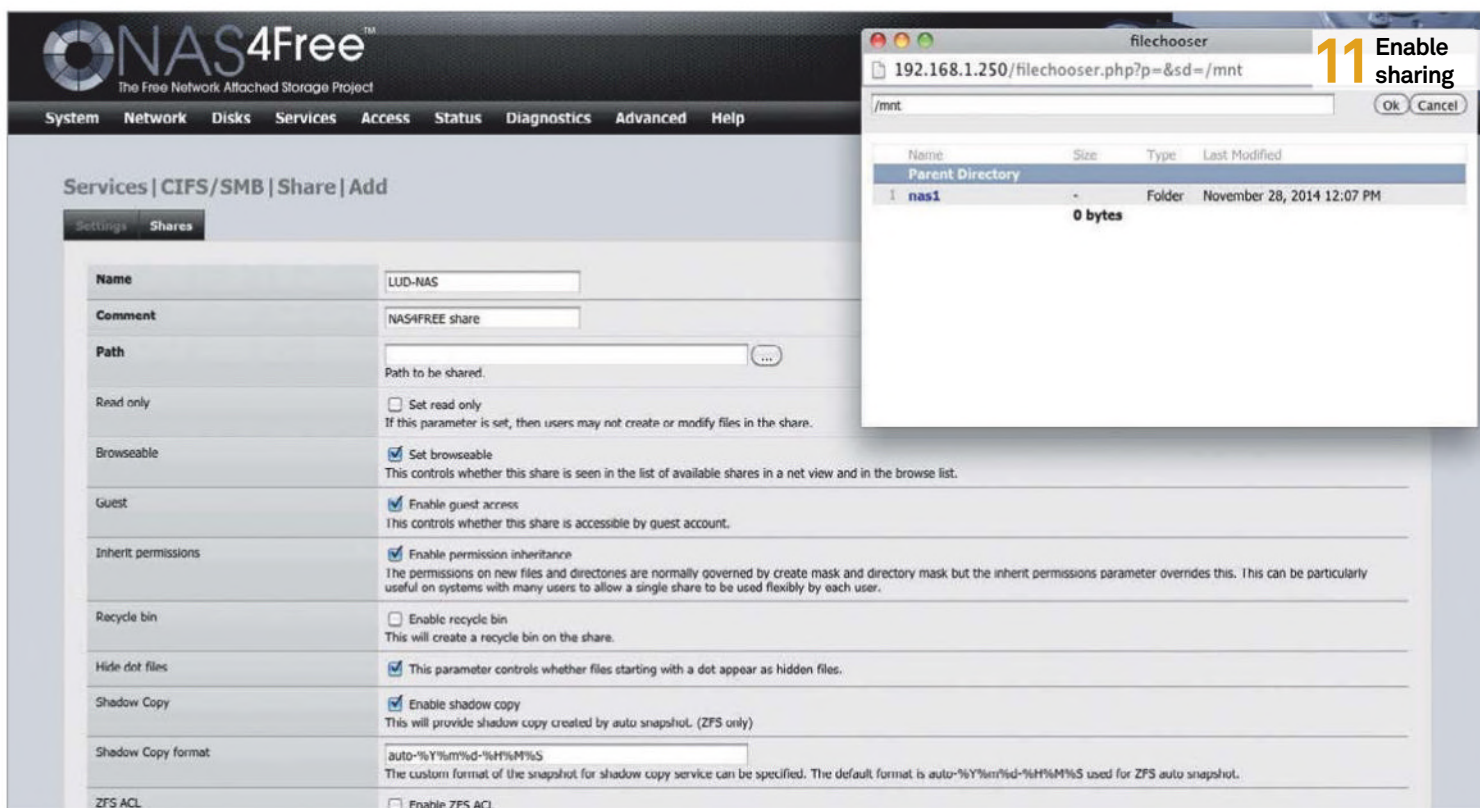 NAS4Free™
The Free Network Attached Storage Project
System Network Disks Services Access Status Diagnostics Advanced Help
filechooser
192.168.1.250/filechooser.php?p=&sd=/mnt
11 Enable
sharing
/mnt
Ok Cancel
Name Size Type Last Modified
Parent Directory
1 nas1 - Folder November 28, 2014 12:07 PM
0 bytes
Services|CIFS/SMB|Share|Add
Settings Shares
Name LUD-NAS
Comment NAS4FREE share
Path ...
Path to be shared.
Read only Set read only
If this parameter is set, then users may not create or modify files in the share.
Browseable Set browseable
This controls whether this share is seen in the list of available shares in a net view and in the browse list.
Guest Enable guest access
This controls whether this share is accessible by guest account.
Inherit permissions Enable permission inheritance
The permissions on new files and directories are normally governed by create mask and directory mask but the inherit permissions parameter overrides this. This can be particularly
useful on systems with many users to allow a single share to be used flexibly by each user.
Recycle bin Enable recycle bin
This will create a recycle bin on the share.
Hide dot files This parameter controls whether files starting with a dot appear as hidden files.
Shadow Copy Enable shadow copy
This will provide shadow copy created by auto snapshot. (ZFS only)
Shadow Copy format auto-%Y%m%d-%H%M%S
The custom format of the snapshot for shadow copy service can be specified. The default format is auto-%Y%m%d-%H%M%S used for ZFS auto snapshot.
ZFS ACL Enable ZFS ACL